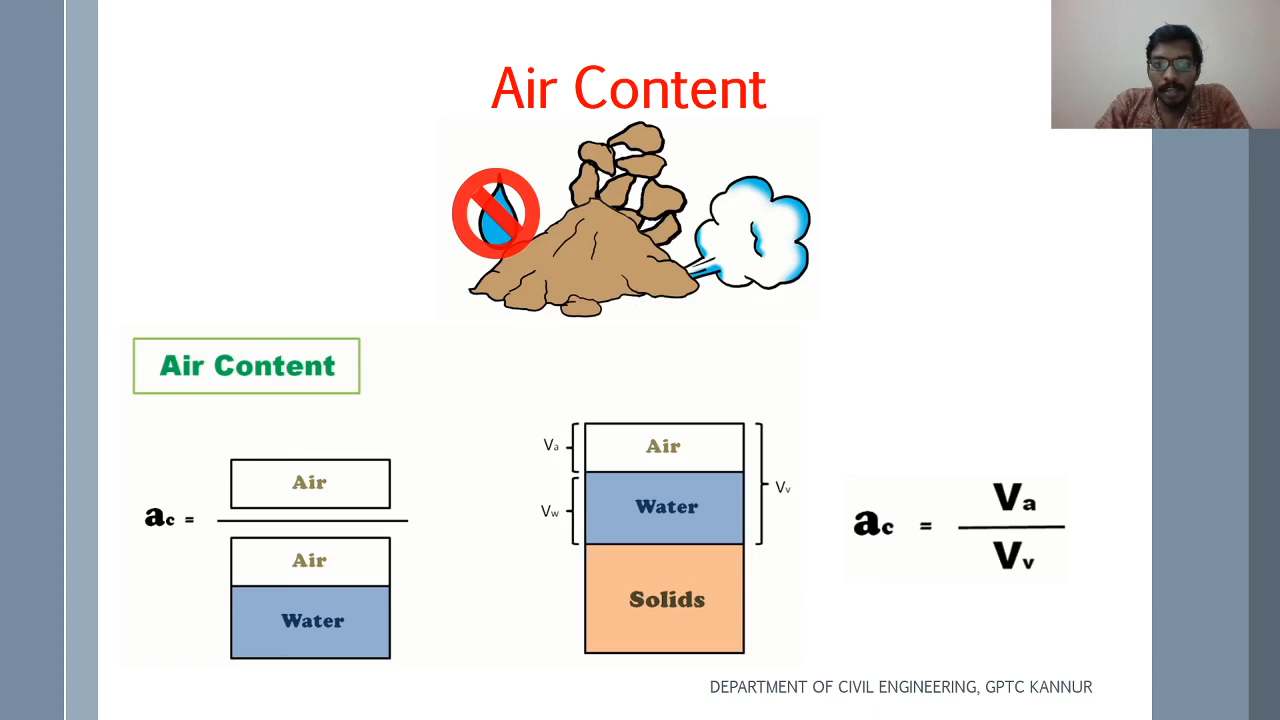 Air Content
Air Content
Air
ac =
Air
Water
Va
Vw
Air
Water
Solids
Vv
ac = Va
Vv
DEPARTMENT OF CIVIL ENGINEERING, GPTC KANNUR